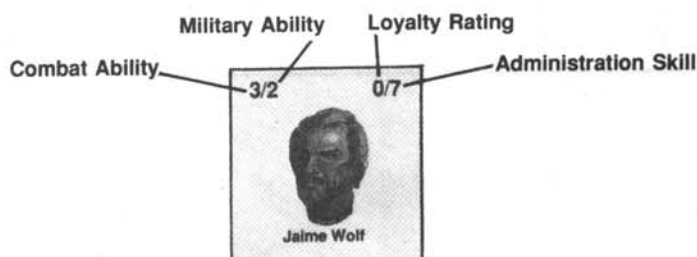 Military Ability Loyalty Rating
Combat Ability Administration Skill
3/2 0/7
Jaime Wolf